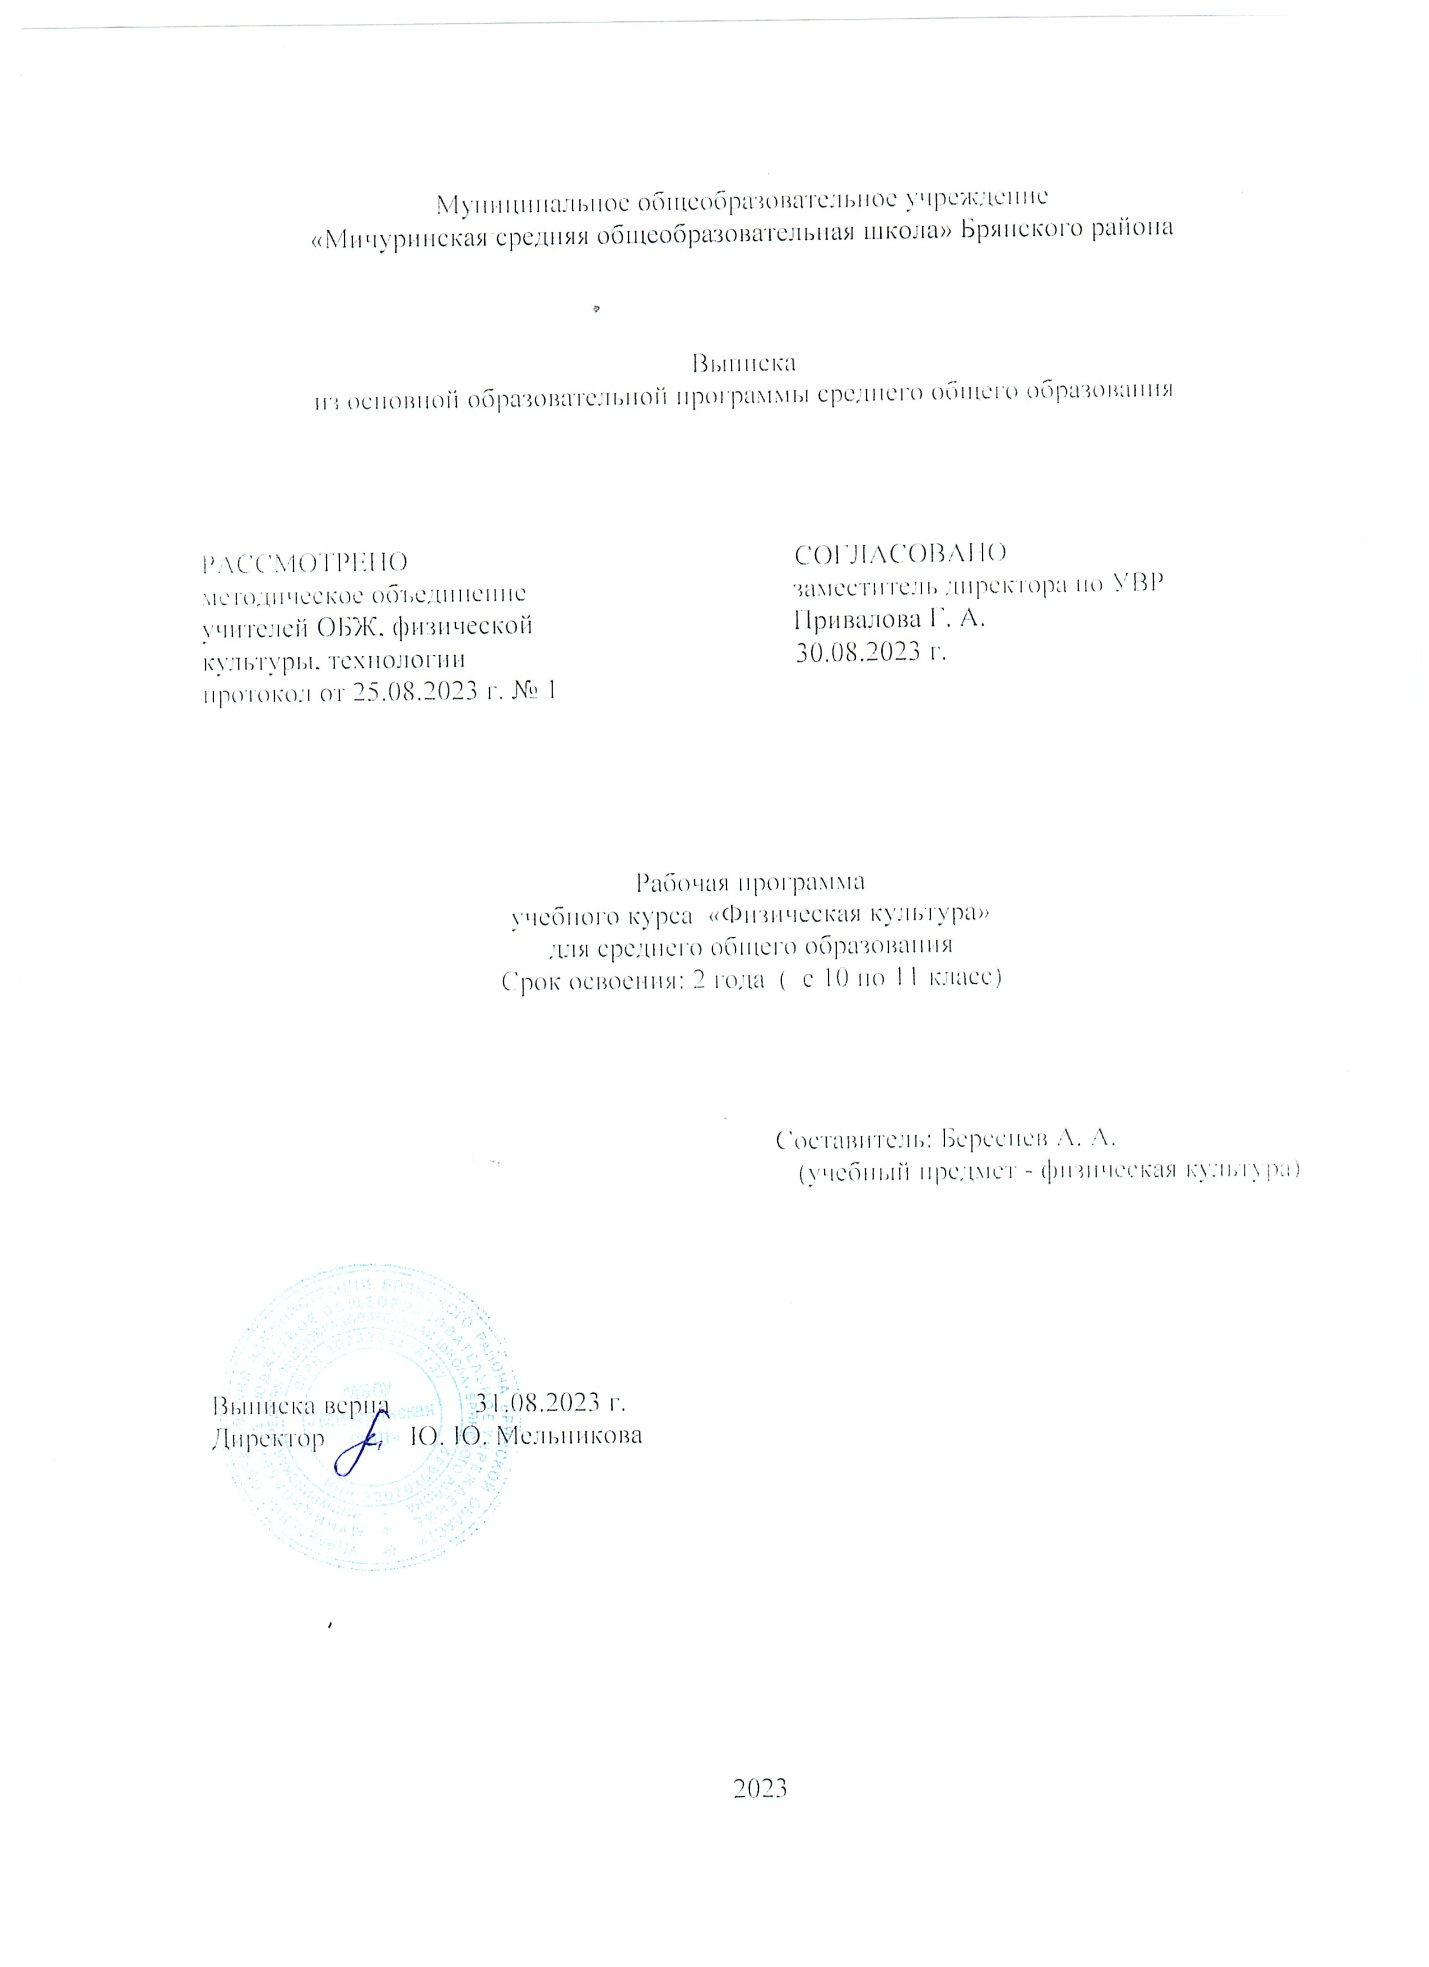 Муниципальное общеобразовательное учреждение
«Мичуринская средняя общеобразовательная школа» Брянского района
Выписка
из основной образовательной программы среднего общего образования
РАССМОТРЕНО
методическое объединение
учителей ОБЖ, физической
культуры, технологии
протокол от 25.08.2023 г. № 1
СОГЛАСОВАНО
заместитель директора по УВР
Привалова Г. А.
30.08.2023 г.
Рабочая программа
учебного курса «Физическая культура»
для среднего общего образования
Срок освоения: 2 года ( с 10 по 11 класс)
Составитель: Береснев А. А.
(учебный предмет - физическая культура)
Выписка верна 31.08.2023 г.
Директор Ю. Ю. Мельникова
МБОУ
2023